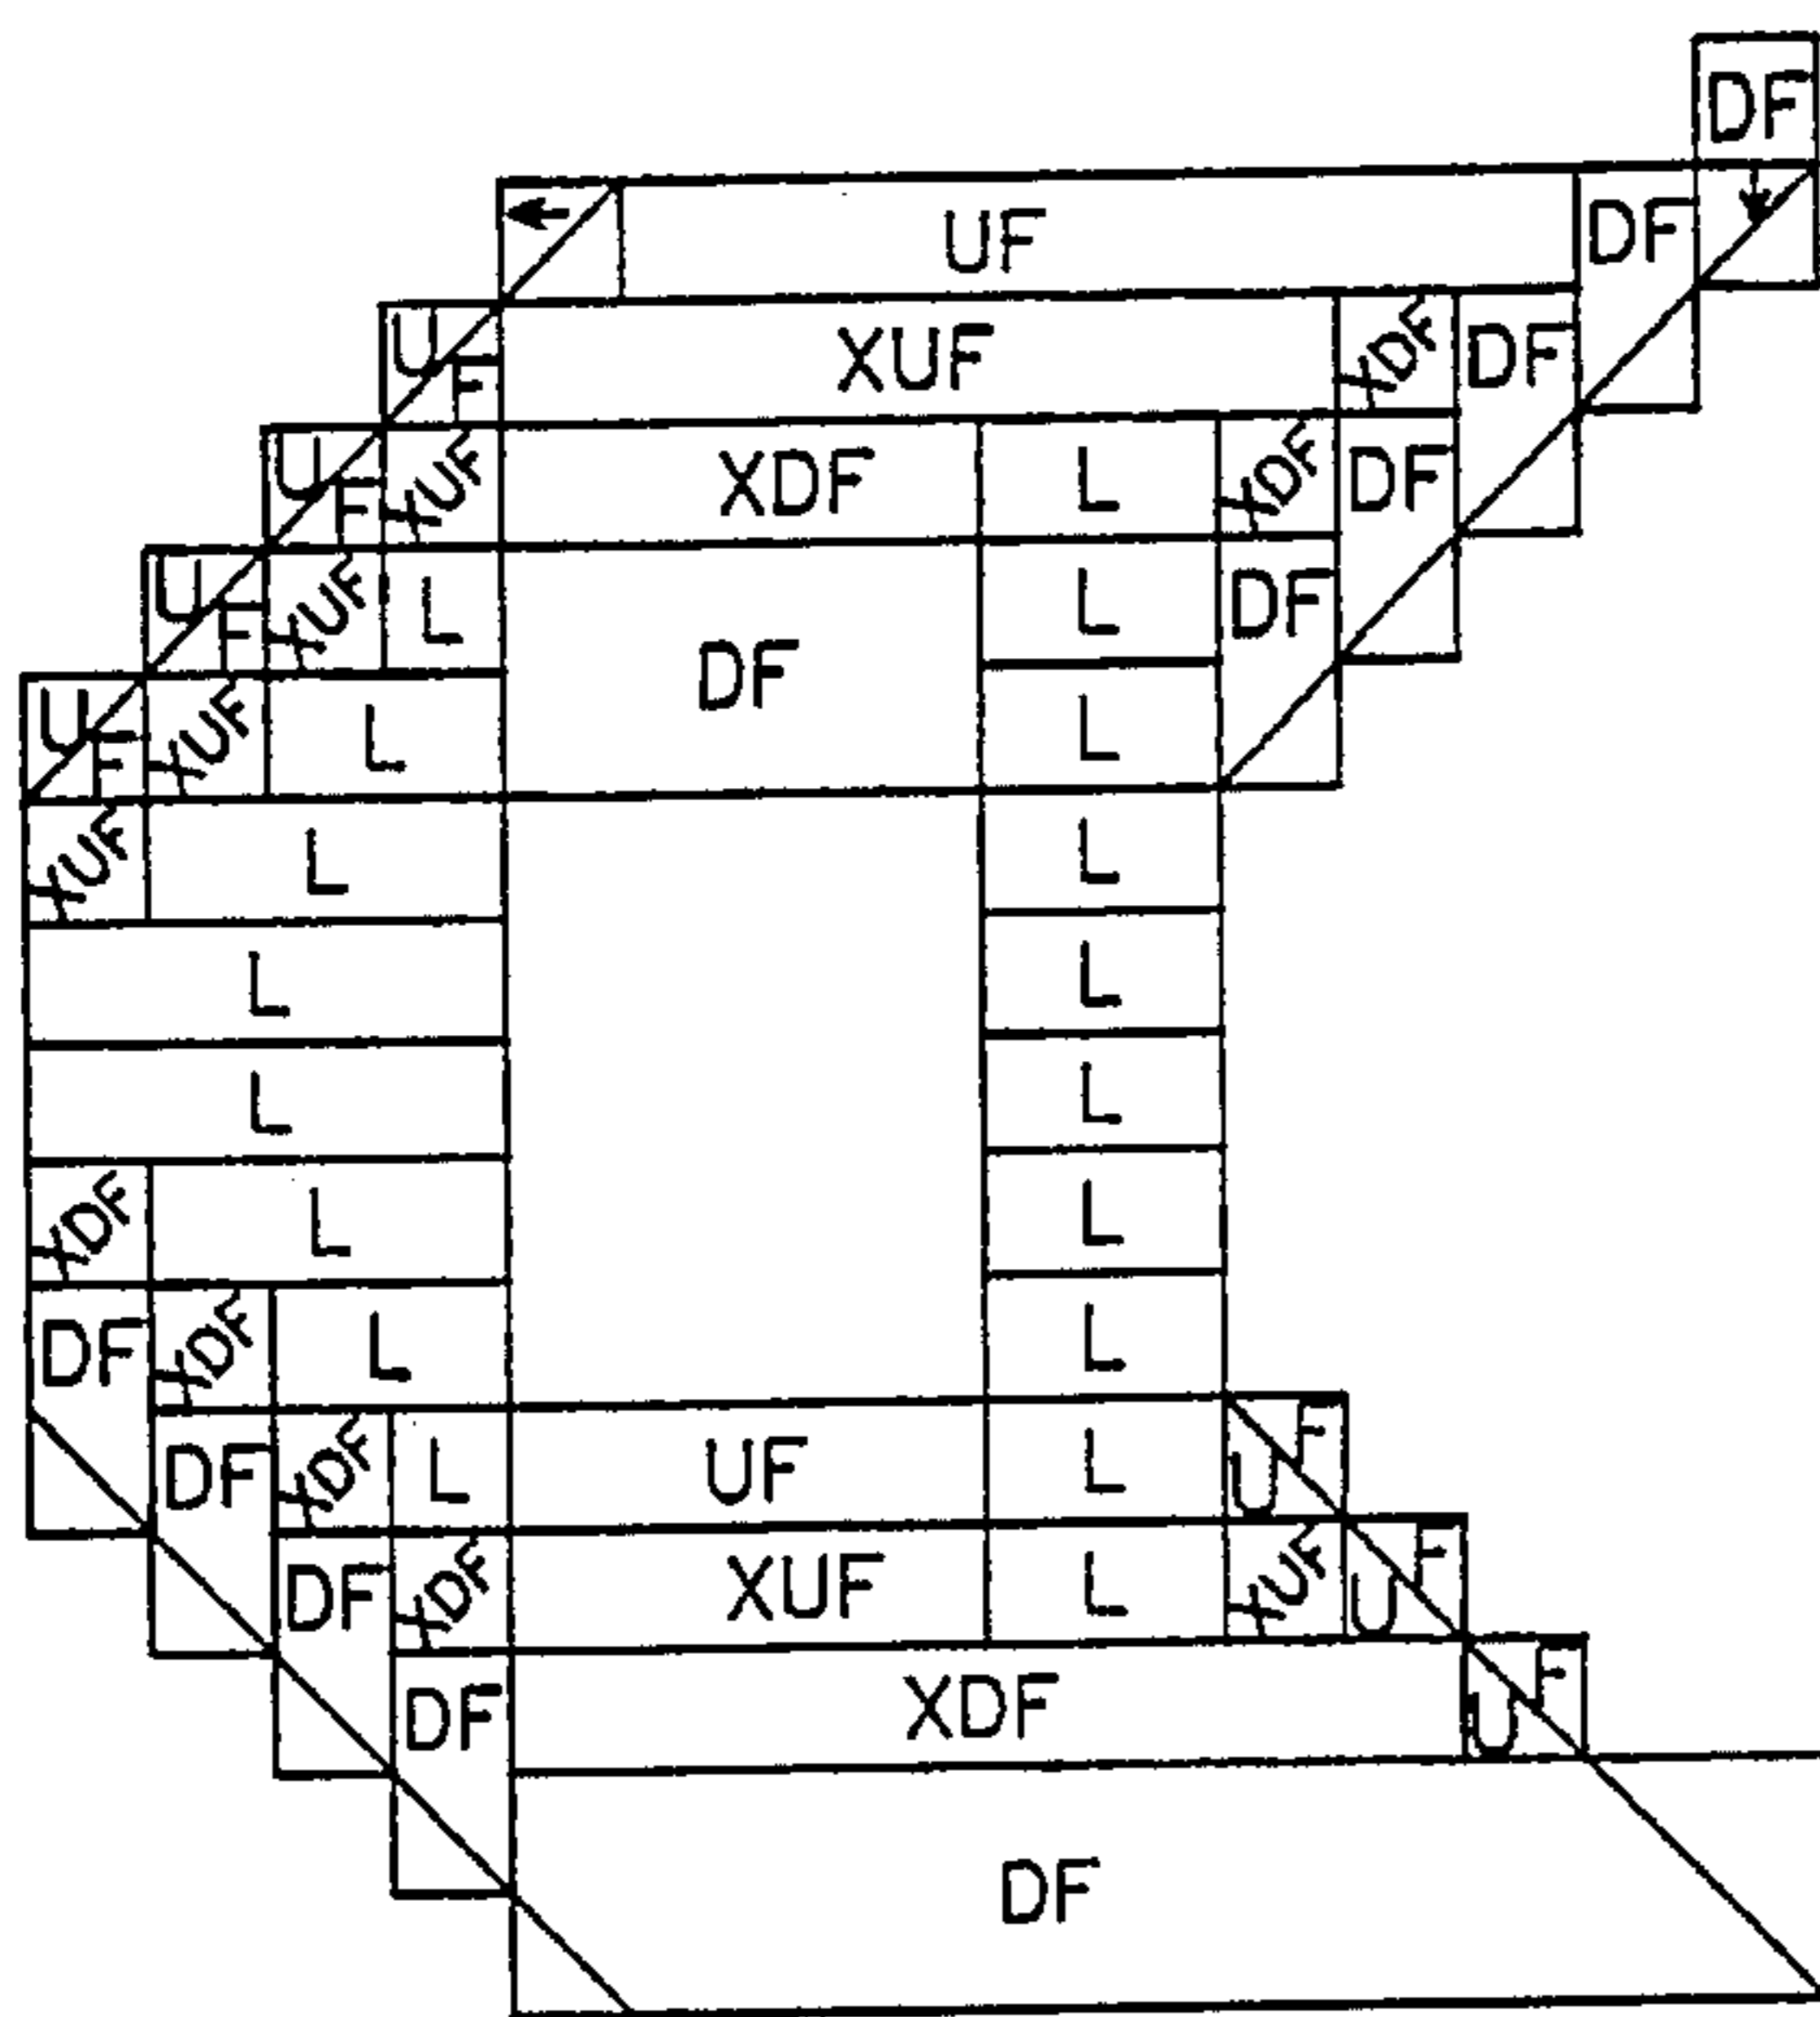 DF
UF DF
U F XUF XDF DF
U F XUF XDF L XDF DF
U F XUF L DF L DF
U F XUF L L
XUF L L
L L
L L
XDF L L
DF XDF L L
DF XDF L UF L U F
DF XDF XUF L XUF U F
DF XDF U F
DF